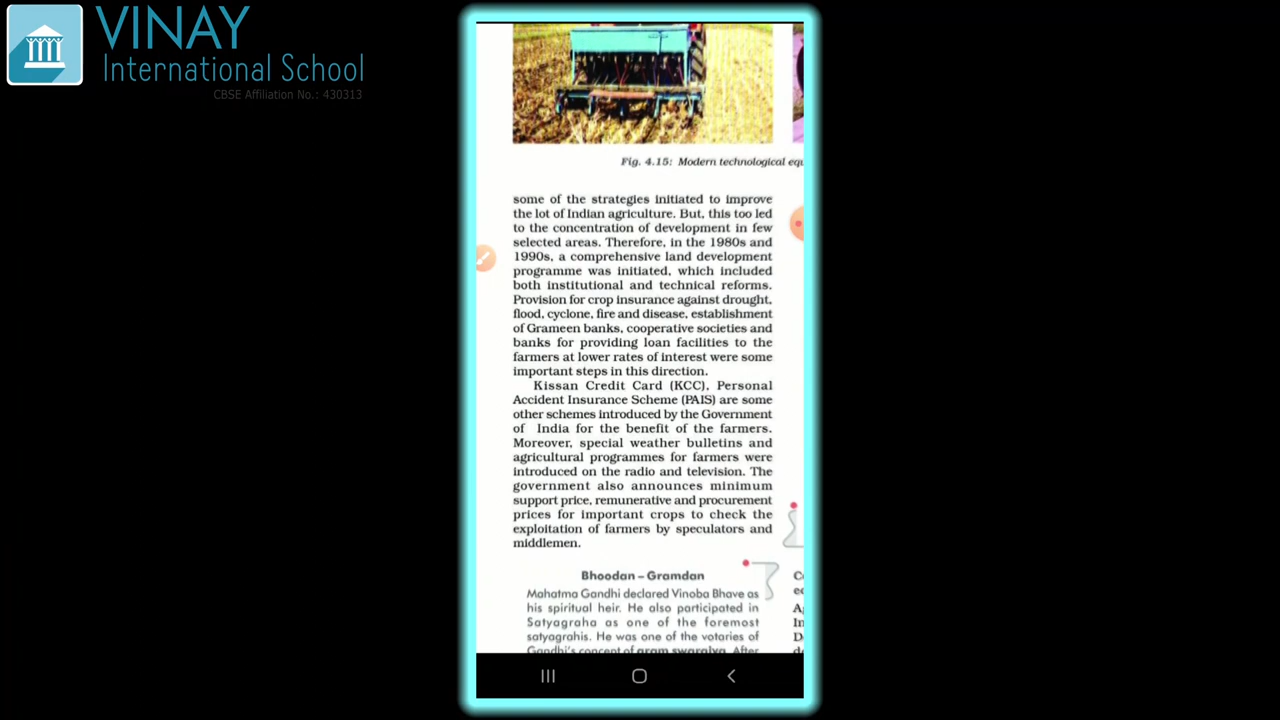 VINAY
International School
CBSE Affiliation No.: 430313
Fig. 4.15: Modern technological
some of the strategies initiated to improve
the lot of Indian agriculture. But, this too led
to the concentration of development in few
selected areas. Therefore, in the 1980s and
1990s, a comprehensive land development
programme was initiated, which included
both institutional and technical reforms.
Provision for crop insurance against drought,
flood, cyclone, fire and disease, establishment
of Grameen banks, cooperative societies and
banks for providing loan facilities to the
farmers at lower rates of interest were some
important steps in this direction.
Kissan Credit Card (KCC), Personal
Accident Insurance Scheme (PAIS) are some
other schemes introduced by the Government
of India for the benefit of the farmers.
Moreover, special weather bulletins and
agricultural programmes for farmers were
introduced on the radio and television. The
government also announces minimum
support price, remunerative and procurement
prices for important crops to check the
exploitation of farmers by speculators and
middlemen.
Bhoodan – Gramdan
Mahatma Gandhi declared Vinoba Bhave as
his spiritual heir. He also participated in
Satyagraha as one of the foremost
satyagrahis. He was one of the votaries of
Gandhi's concept of gram swarajya. After